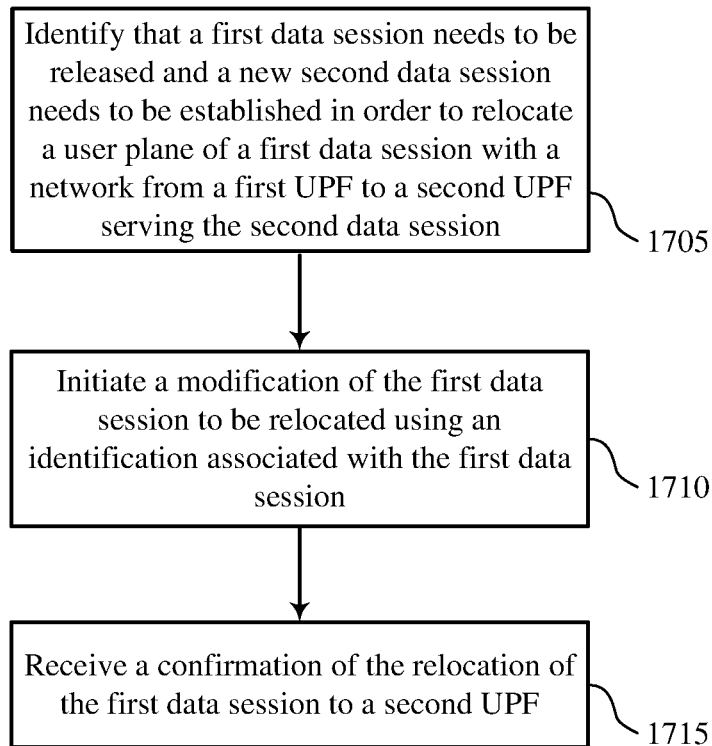 Identify that a first data session needs to be
released and a new second data session
needs to be established in order to relocate
a user plane of a first data session with a
network from a first UPF to a second UPF
serving the second data session
1705
Initiate a modification of the first data
session to be relocated using an
identification associated with the first data
session
1710
Receive a confirmation of the relocation of
the first data session to a second UPF
1715